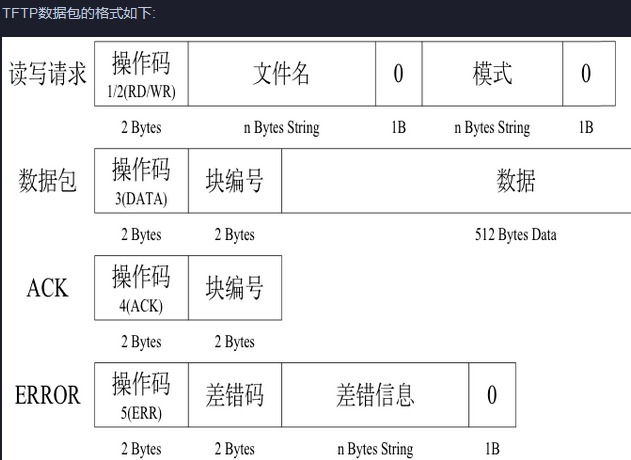 TFTP数据包的格式如下:
读写请求 操作码 文件名 0 模式 0
1/2(RD/WR)
2 Bytes n Bytes String 1B n Bytes String 1B
数据包 操作码 块编号 数据
3(DATA)
2 Bytes 2 Bytes 512 Bytes Data
ACK 操作码 块编号
4(ACK)
2 Bytes 2 Bytes
ERROR 操作码 差错码 差错信息 0
5(ERR)
2 Bytes 2 Bytes n Bytes String 1B